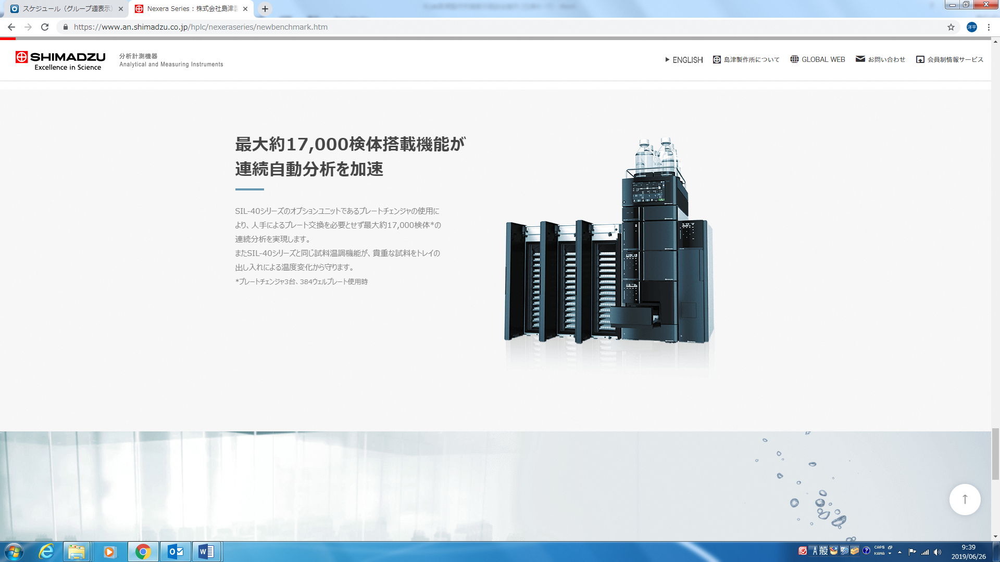 スケジュール（グループ週表示）
Nexera Series：株式会社島津
https://www.an.shimadzu.co.jp/hplc/nexeraseries/newbenchmark.htm
洋平
SHIMADZU
Excellence in Science
分析計測機器
Analytical and Measuring Instruments
ENGLISH
島津製作所について
GLOBAL WEB
お問い合わせ
会員制情報サービス
最大約17,000検体搭載機能が
連続自動分析を加速
SIL-40シリーズのオプションユニットであるプレートチェンジャの使用に
より、人手によるプレート交換を必要とせず最大約17,000検体*の
連続分析を実現します。
またSIL-40シリーズと同じ試料温調機能が、貴重な試料をトレイの
出し入れによる温度変化から守ります。
*プレートチェンジャ3台、384ウェルプレート使用時
A 般
CAPS
KANA
9:39
2019/06/26